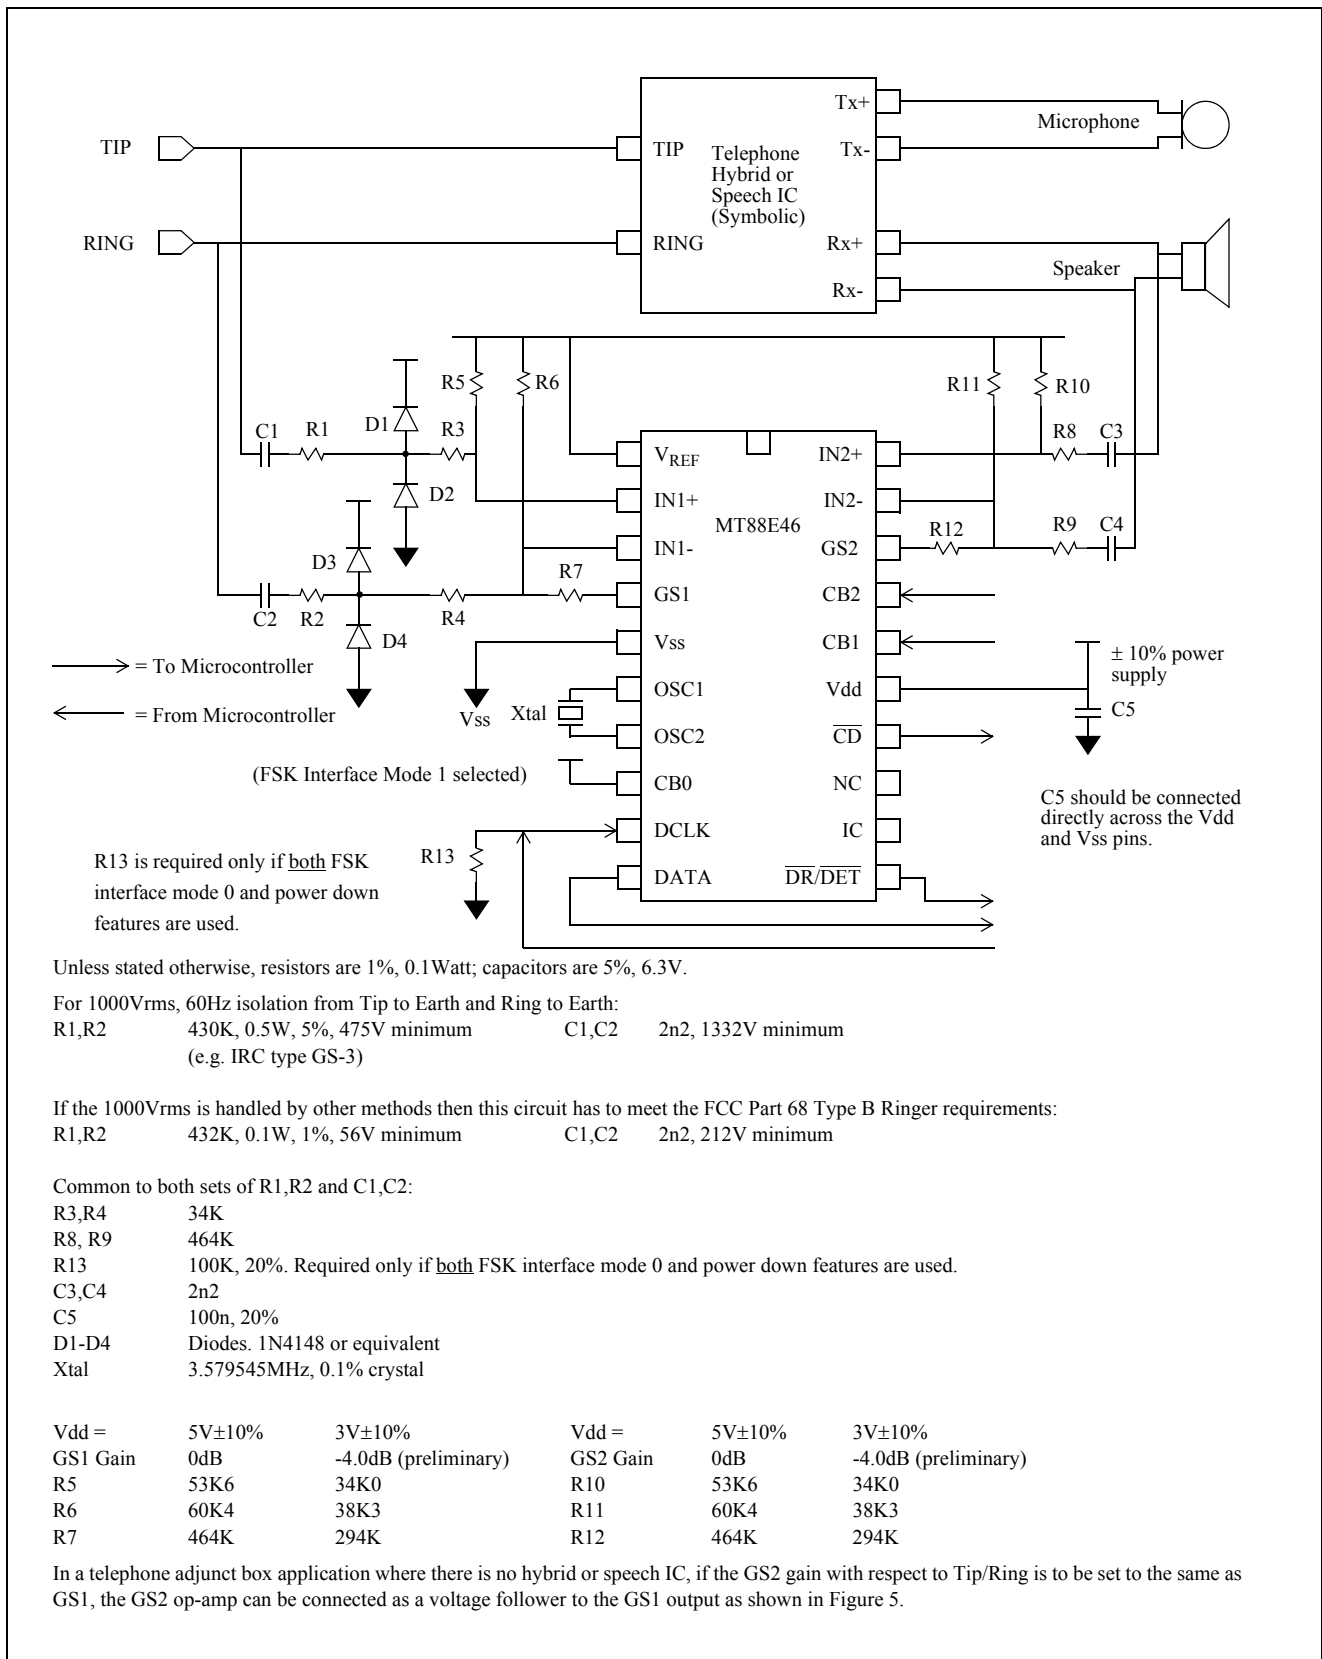 Tx+
Microphone
TIP
TIP
Telephone
Hybrid or
Speech IC
(Symbolic)
Tx-
RING
RING
Rx+
Speaker
Rx-
R5
R6
R11
R10
C1
R1
D1
R3
R8
C3
VREF
IN2+
D2
IN1+
IN2-
MT88E46
R12
R9
C4
D3
IN1-
GS2
R7
C2
R2
R4
GS1
CB2
D4
Vss
CB1
= To Microcontroller
± 10% power
supply
OSC1
Vdd
C5
Vss
Xtal
= From Microcontroller
OSC2
CD
(FSK Interface Mode 1 selected)
CB0
NC
C5 should be connected
directly across the Vdd
and Vss pins.
DCLK
IC
R13
R13 is required only if both FSK
interface mode 0 and power down
features are used.
DATA
DR/DET
Unless stated otherwise, resistors are 1%, 0.1Watt; capacitors are 5%, 6.3V.
For 1000Vrms, 60Hz isolation from Tip to Earth and Ring to Earth:
R1,R2 430K, 0.5W, 5%, 475V minimum C1,C2 2n2, 1332V minimum
(e.g. IRC type GS-3)
If the 1000Vrms is handled by other methods then this circuit has to meet the FCC Part 68 Type B Ringer requirements:
R1,R2 432K, 0.1W, 1%, 56V minimum C1,C2 2n2, 212V minimum
Common to both sets of R1,R2 and C1,C2:
R3,R4 34K
R8, R9 464K
R13 100K, 20%. Required only if both FSK interface mode 0 and power down features are used.
C3,C4 2n2
C5 100n, 20%
D1-D4 Diodes. 1N4148 or equivalent
Xtal 3.579545MHz, 0.1% crystal
Vdd = 5V±10% 3V±10% Vdd = 5V±10% 3V±10%
GS1 Gain 0dB -4.0dB (preliminary) GS2 Gain 0dB -4.0dB (preliminary)
R5 53K6 34K0 R10 53K6 34K0
R6 60K4 38K3 R11 60K4 38K3
R7 464K 294K R12 464K 294K
In a telephone adjunct box application where there is no hybrid or speech IC, if the GS2 gain with respect to Tip/Ring is to be set to the same as
GS1, the GS2 op-amp can be connected as a voltage follower to the GS1 output as shown in Figure 5.